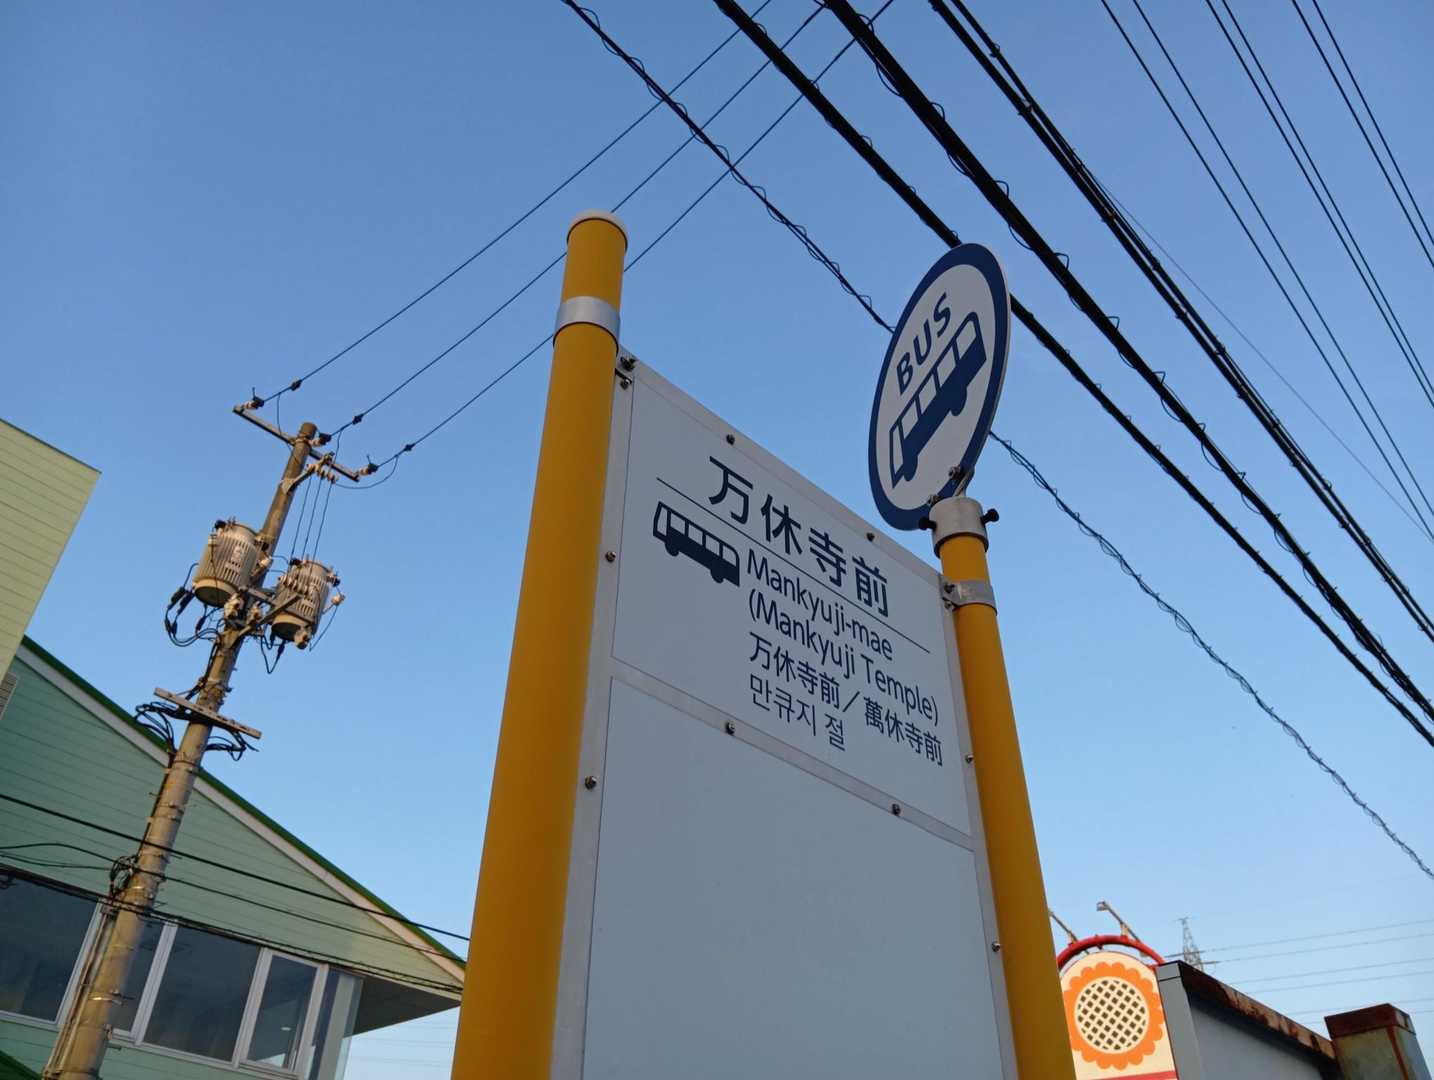 BUS
万休寺前
Mankyuji-mae
(Mankyuji Temple)
万休寺前／萬休寺前
만큐지 절